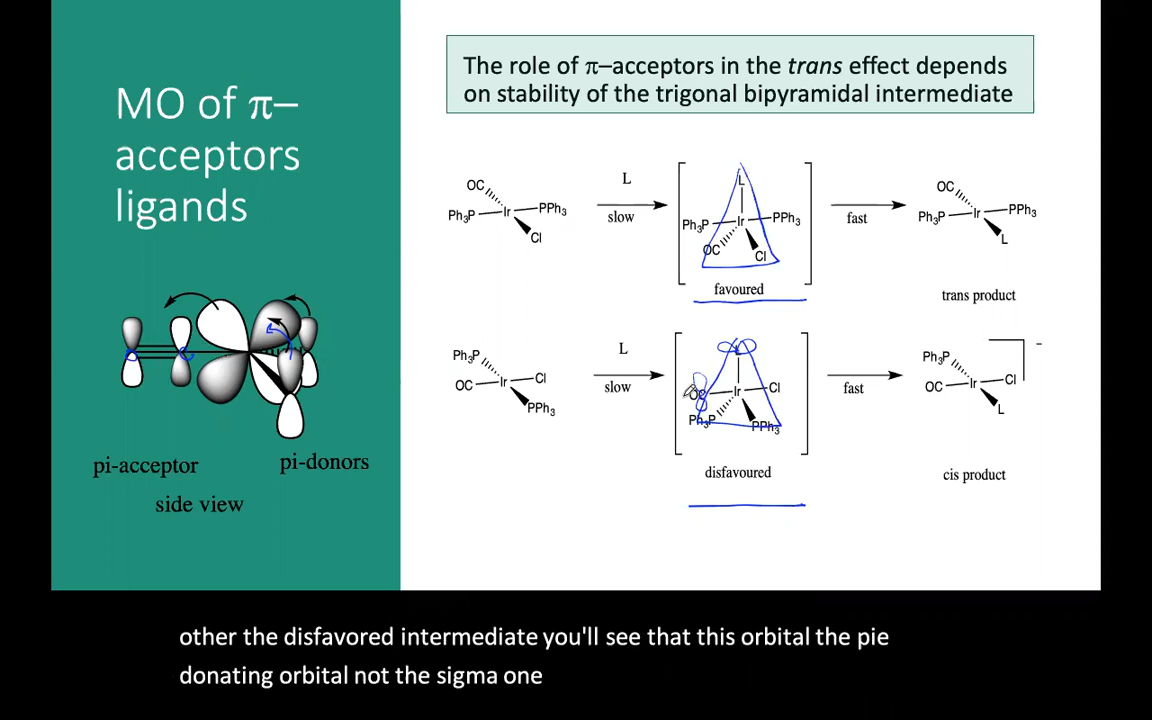 MO of π–
acceptors
ligands
pi-acceptor
pi-donors
side view
The role of π–acceptors in the trans effect depends
on stability of the trigonal bipyramidal intermediate
OC
Ph3P
Ir
PPh3
Cl
L
slow
L
Ph3P
Ir
PPh3
OC
Cl
favoured
fast
OC
Ph3P
Ir
PPh3
L
trans product
Ph3P
OC
Ir
Cl
PPh3
L
slow
L
OC
Ir
Cl
Ph3P
PPh3
disfavoured
fast
Ph3P
OC
Ir
Cl
L
–
cis product
other the disfavored intermediate you'll see that this orbital the pie
donating orbital not the sigma one